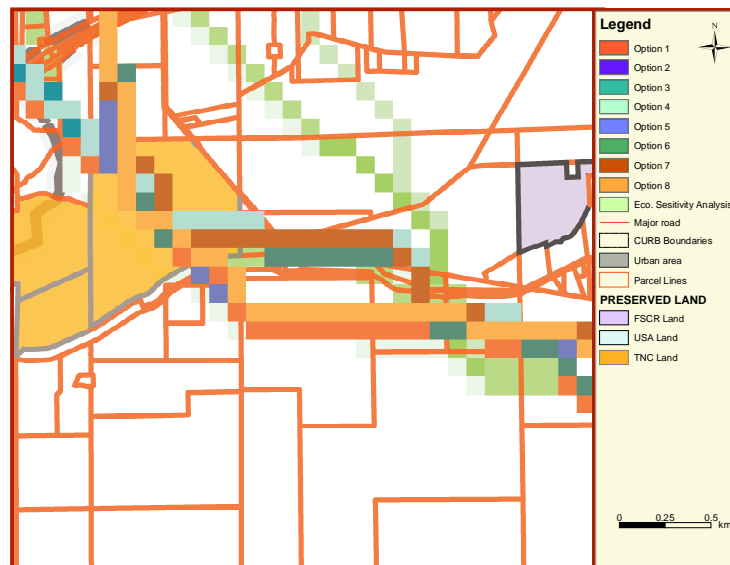 Legend
N
Option 1
Option 2
Option 3
Option 4
Option 5
Option 6
Option 7
Option 8
Eco. Sesitivity Analysis
Major road
CURB Boundaries
Urban area
Parcel Lines
PRESERVED LAND
FSCR Land
USA Land
TNC Land
0 0.25 0.5
km